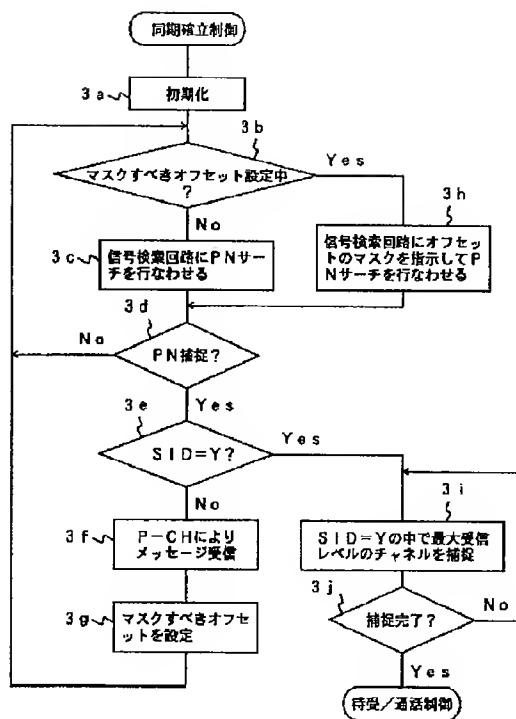 同期確立制御
3a
初期化
3b
マスクすべきオフセット設定中
?
Yes
No
3h
3c
信号検索回路にPNサー
チを行なわせる
信号検索回路にオフセッ
トのマスクを指示してP
Nサーチを行なわせる
3d
No
PN捕捉?
Yes
3e
SID=Y?
Yes
No
3f
P-CHにより
メッセージ受信
3g
マスクすべきオフセ
ットを設定
3i
SID=Yの中で最大受信
レベルのチャネルを捕捉
3j
捕捉完了?
No
Yes
待受/通話制御